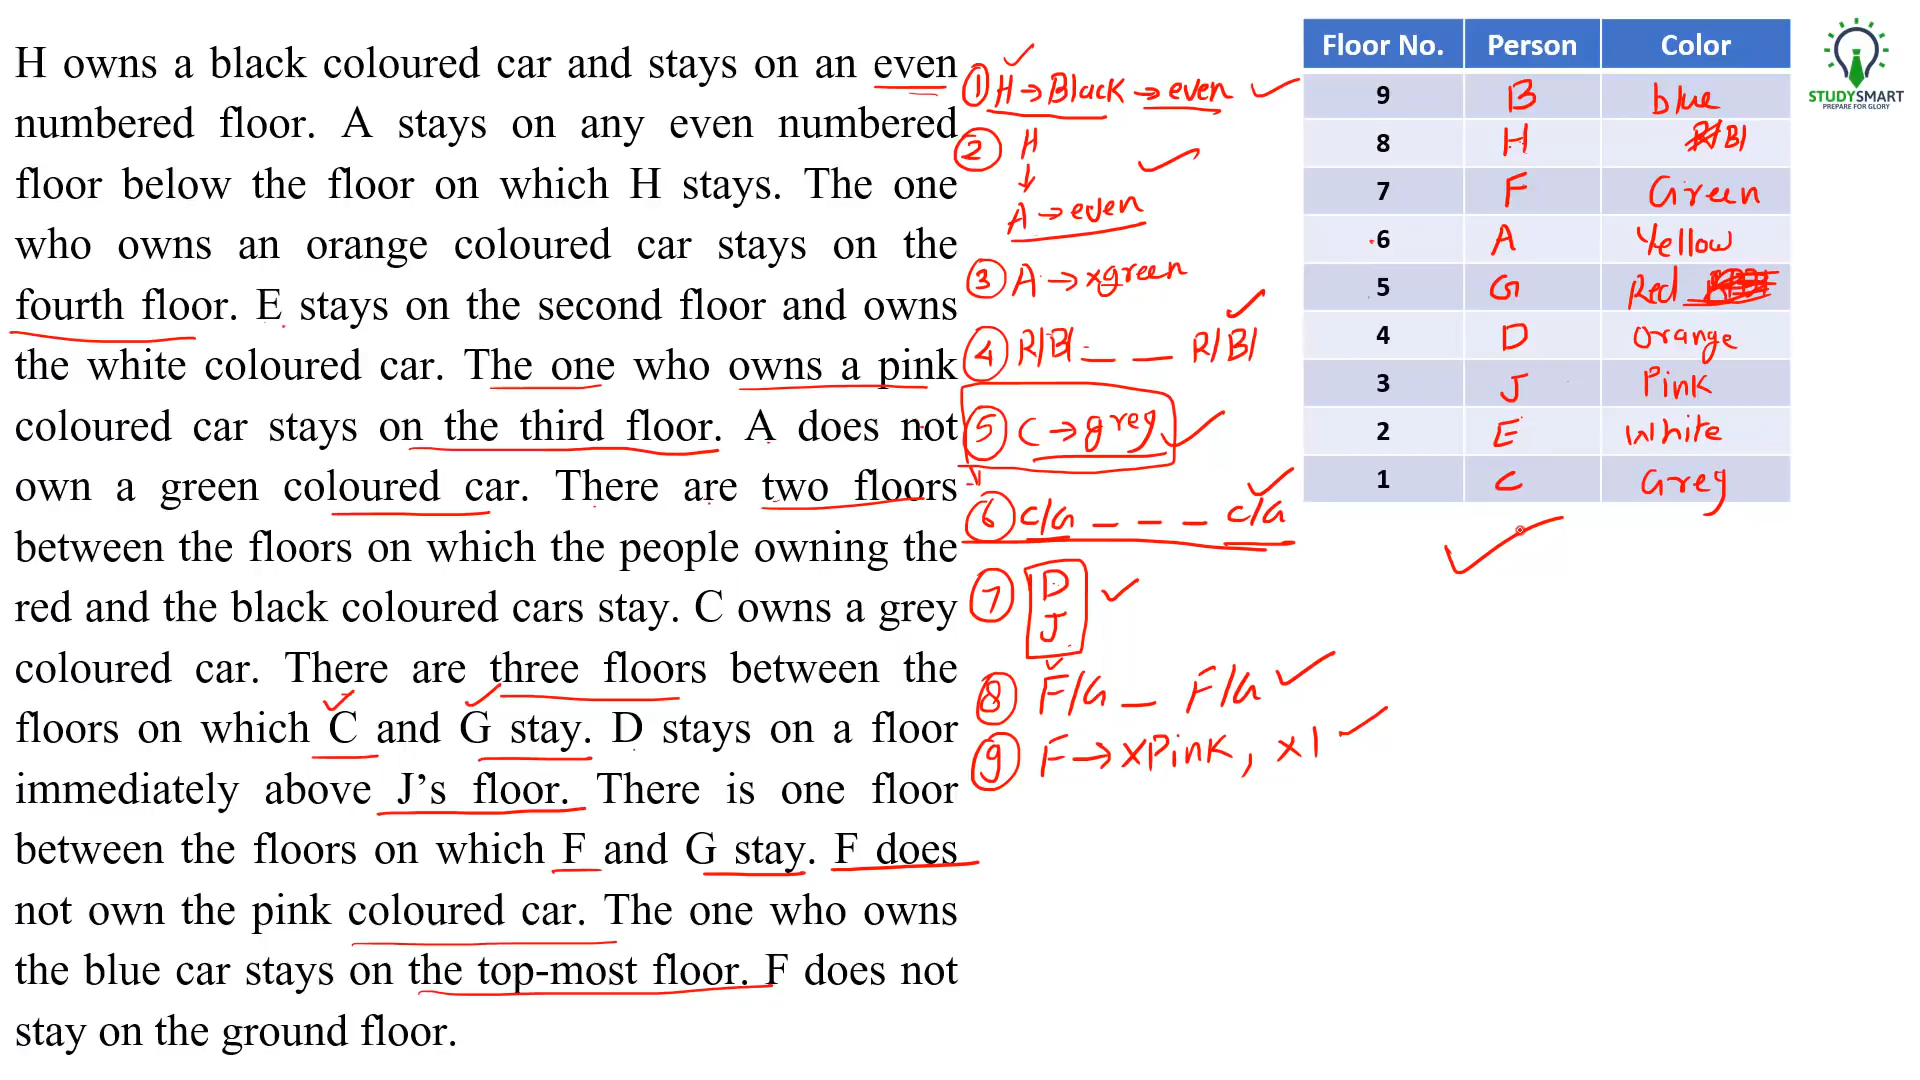 H owns a black coloured car and stays on an even
numbered floor. A stays on any even numbered
floor below the floor on which H stays. The one
who owns an orange coloured car stays on the
fourth floor. E stays on the second floor and owns
the white coloured car. The one who owns a pink
coloured car stays on the third floor. A does not
own a green coloured car. There are two floors
between the floors on which the people owning the
red and the black coloured cars stay. C owns a grey
coloured car. There are three floors between the
floors on which C and G stay. D stays on a floor
immediately above J's floor. There is one floor
between the floors on which F and G stay. F does
not own the pink coloured car. The one who owns
the blue car stays on the top-most floor. F does not
stay on the ground floor.
① H → Black → even
② H
↓
A → even
③ A → xgreen
④ R/Bl _ _ R/Bl
⑤ C → grey
⑥ C/G _ _ _ C/G
⑦ D
J
⑧ F/G _ F/G
⑨ F → xPink, x1
Floor No. Person Color
9 B blue
8 H R/Bl
7 F Green
6 A Yellow
5 G Red
4 D Orange
3 J Pink
2 E White
1 C Grey
STUDYSMART
PREPARE FOR GLORY